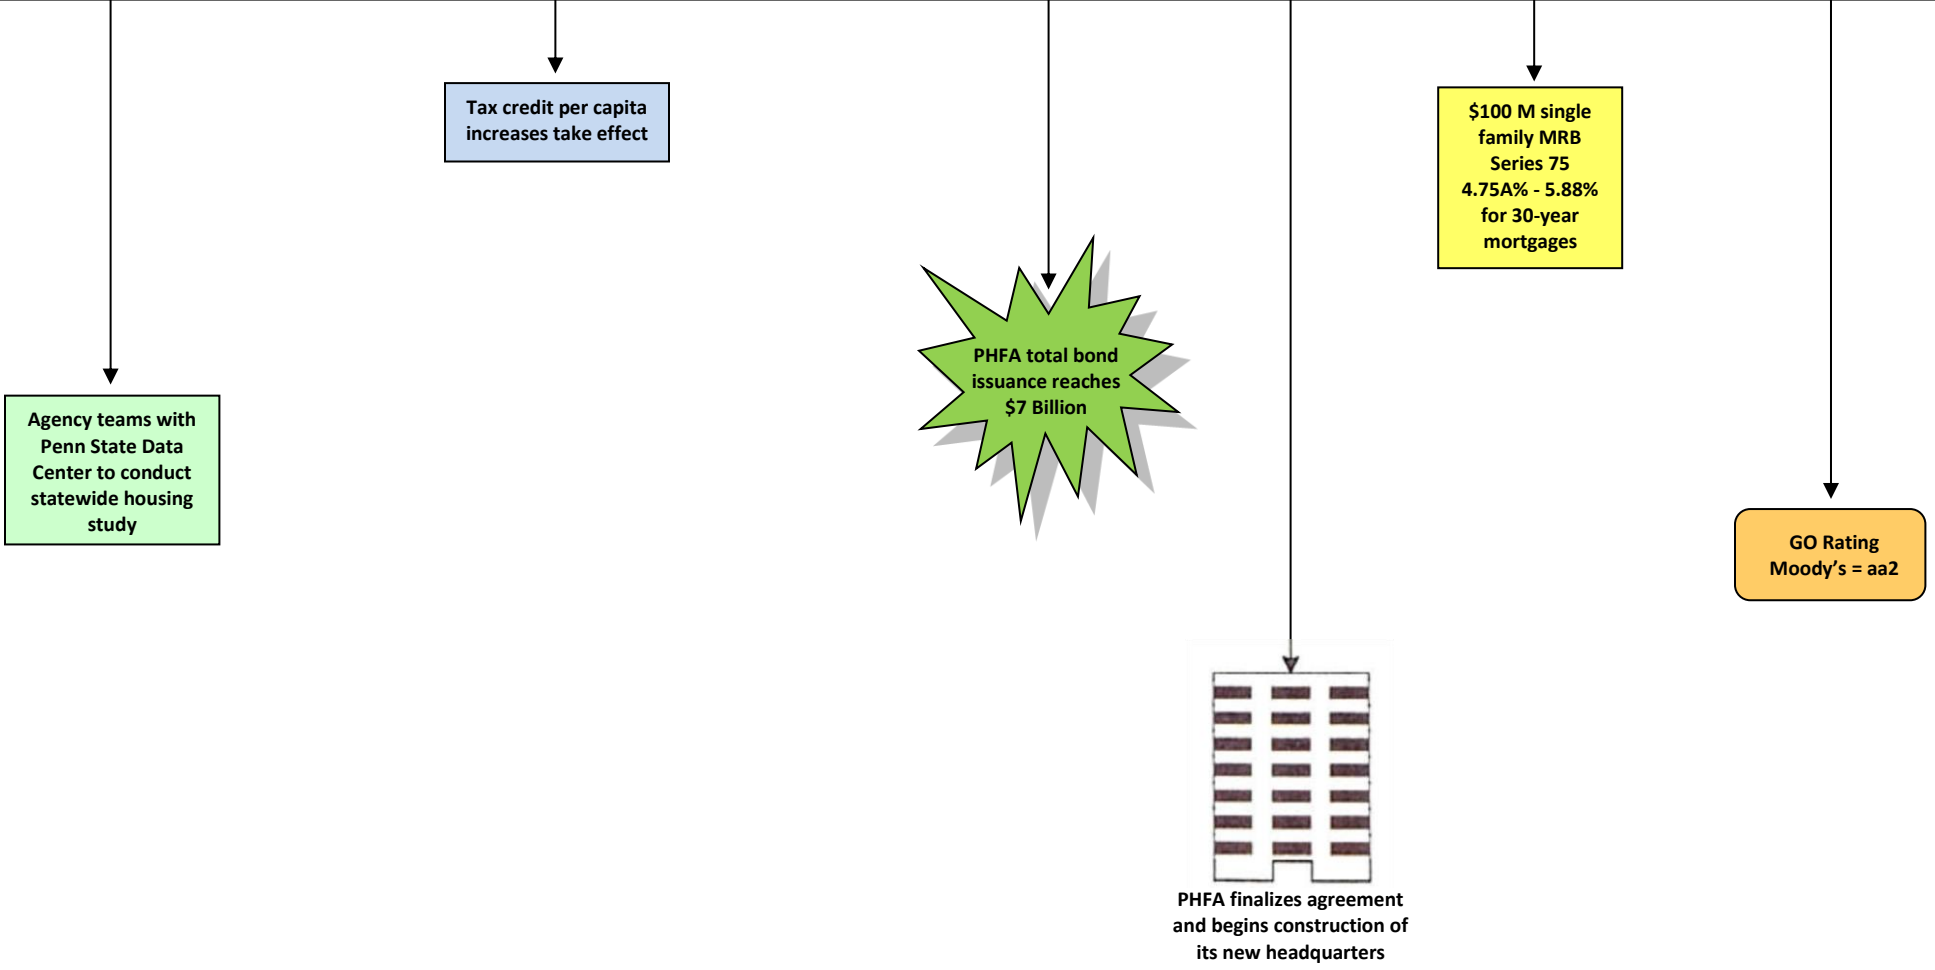 Tax credit per capita
increases take effect
$100 M single
family MRB
Series 75
4.75A% - 5.88%
for 30-year
mortgages
PHFA total bond
issuance reaches
$7 Billion
Agency teams with
Penn State Data
Center to conduct
statewide housing
study
GO Rating
Moody’s = aa2
PHFA finalizes agreement
and begins construction of
its new headquarters